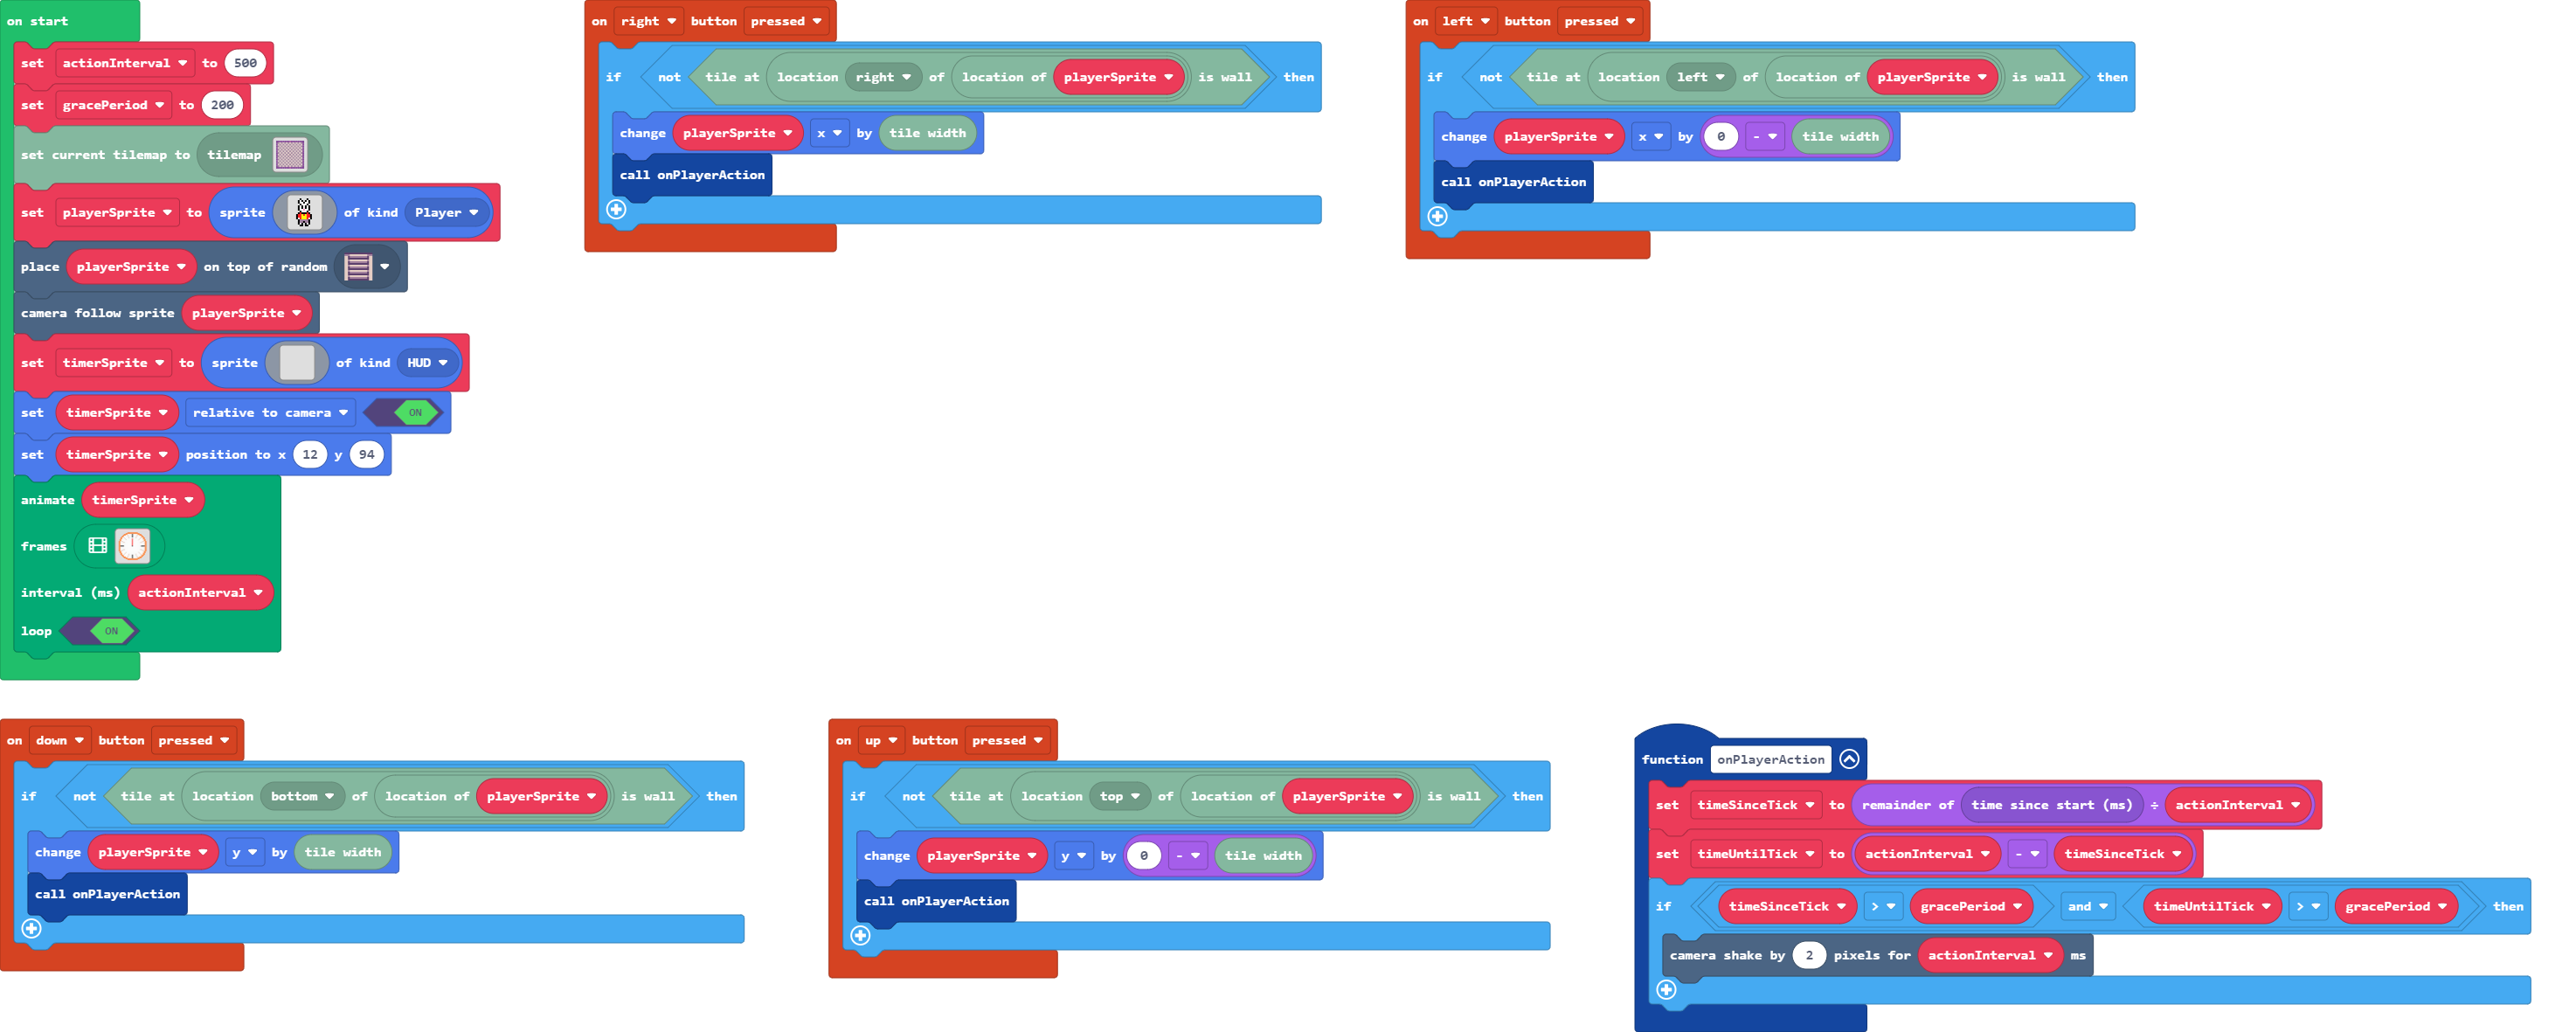 on start
set actionInterval to 500
set gracePeriod to 200
set current tilemap to tilemap
set playerSprite to sprite of kind Player
place playerSprite on top of random
camera follow sprite playerSprite
set timerSprite to sprite of kind HUD
set timerSprite relative to camera ON
set timerSprite position to x 12 y 94
animate timerSprite
frames
interval (ms) actionInterval
loop ON
on right button pressed
if not tile at location right of location of playerSprite is wall then
change playerSprite x by tile width
call onPlayerAction
on left button pressed
if not tile at location left of location of playerSprite is wall then
change playerSprite x by 0 - tile width
call onPlayerAction
on down button pressed
if not tile at location bottom of location of playerSprite is wall then
change playerSprite y by tile width
call onPlayerAction
on up button pressed
if not tile at location top of location of playerSprite is wall then
change playerSprite y by 0 - tile width
call onPlayerAction
function onPlayerAction
set timeSinceTick to remainder of time since start (ms) ÷ actionInterval
set timeUntilTick to actionInterval - timeSinceTick
if timeSinceTick > gracePeriod and timeUntilTick > gracePeriod then
camera shake by 2 pixels for actionInterval ms